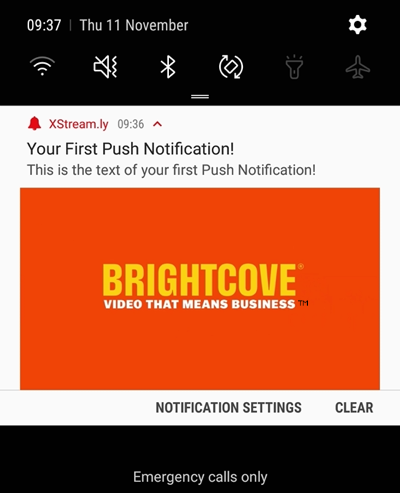 09:37 | Thu 11 November
XStream.ly 09:36
Your First Push Notification!
This is the text of your first Push Notification!
BRIGHTCOVE®
VIDEO THAT MEANS BUSINESS™
NOTIFICATION SETTINGS CLEAR
Emergency calls only